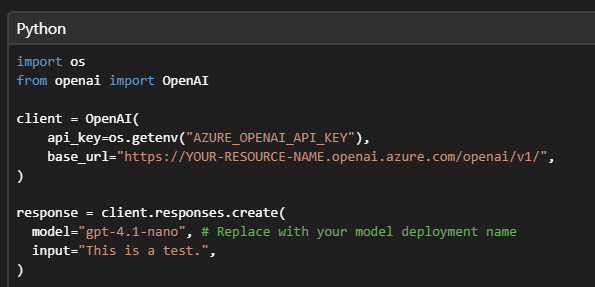 Python
import os
from openai import OpenAI
client = OpenAI(
    api_key=os.getenv("AZURE_OPENAI_API_KEY"),
    base_url="https://YOUR-RESOURCE-NAME.openai.azure.com/openai/v1/",
)
response = client.responses.create(
  model="gpt-4.1-nano", # Replace with your model deployment name
  input="This is a test.",
)